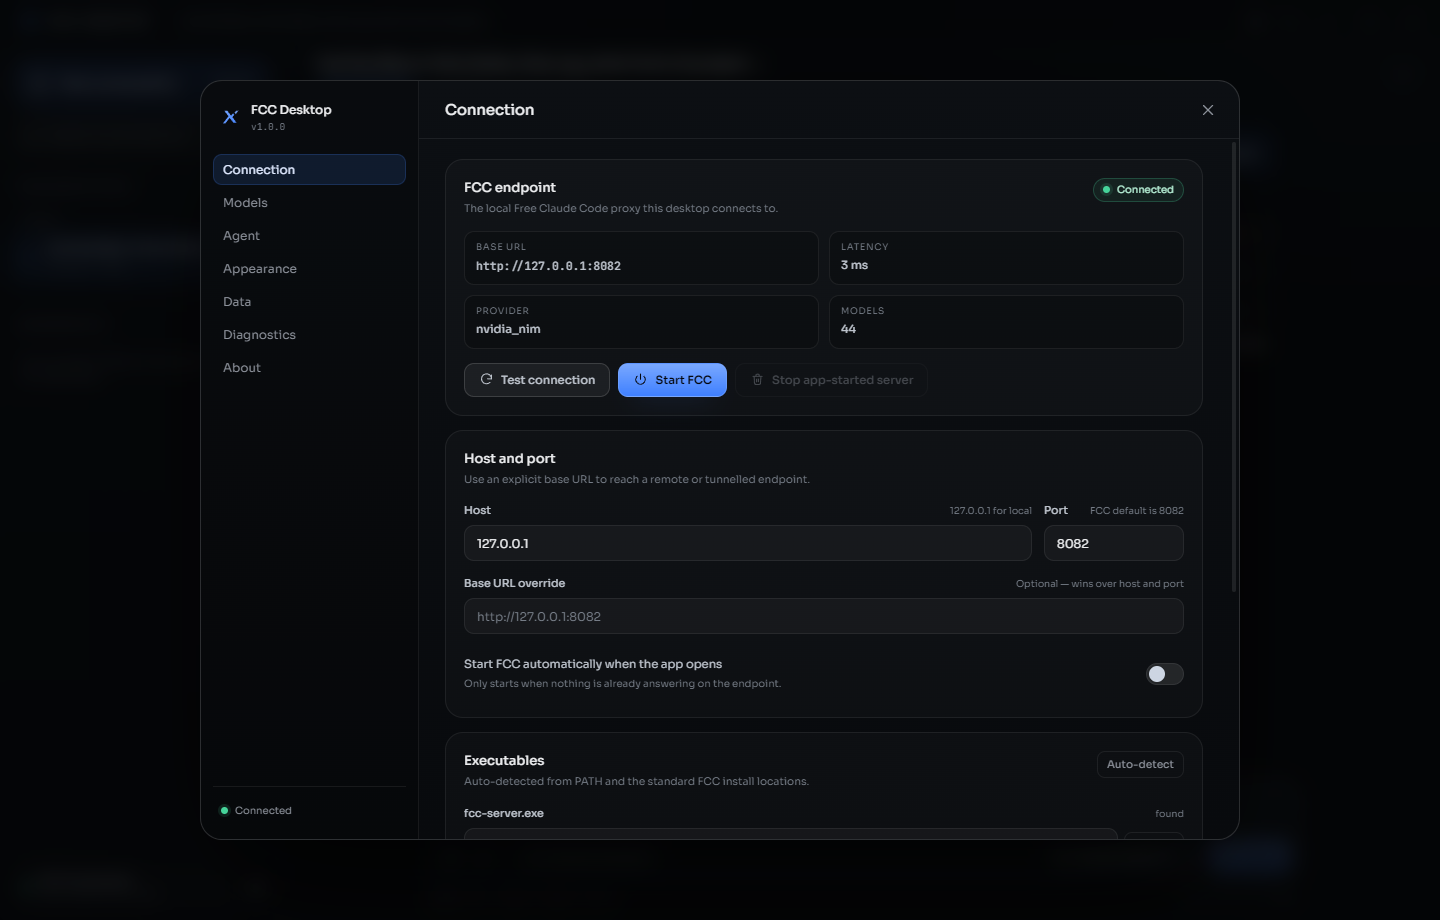 FCC Desktop
v1.0.0
Connection
Models
Agent
Appearance
Data
Diagnostics
About
Connected
Connection
FCC endpoint
Connected
The local Free Claude Code proxy this desktop connects to.
BASE URL
http://127.0.0.1:8082
LATENCY
3 ms
PROVIDER
nvidia_nim
MODELS
44
Test connection
Start FCC
Stop app-started server
Host and port
Use an explicit base URL to reach a remote or tunnelled endpoint.
Host
127.0.0.1 for local
Port
FCC default is 8082
127.0.0.1
8082
Base URL override
Optional — wins over host and port
http://127.0.0.1:8082
Start FCC automatically when the app opens
Only starts when nothing is already answering on the endpoint.
Executables
Auto-detect
Auto-detected from PATH and the standard FCC install locations.
fcc-server.exe
found